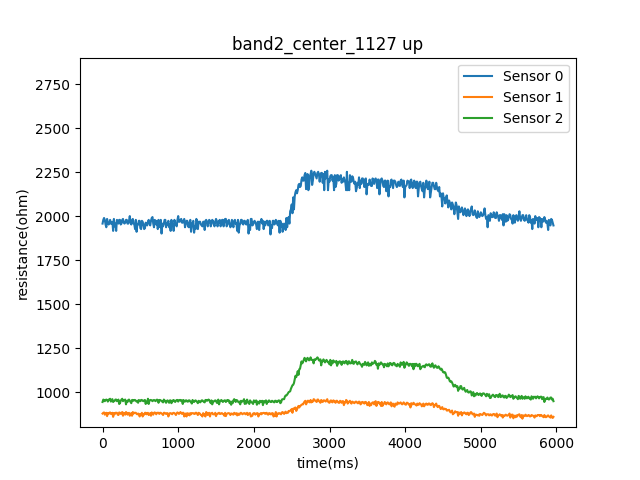 band2_center_1127 up
Sensor 0
Sensor 1
Sensor 2
resistance(ohm)
2750
2500
2250
2000
1750
1500
1250
1000
0 1000 2000 3000 4000 5000 6000
time(ms)